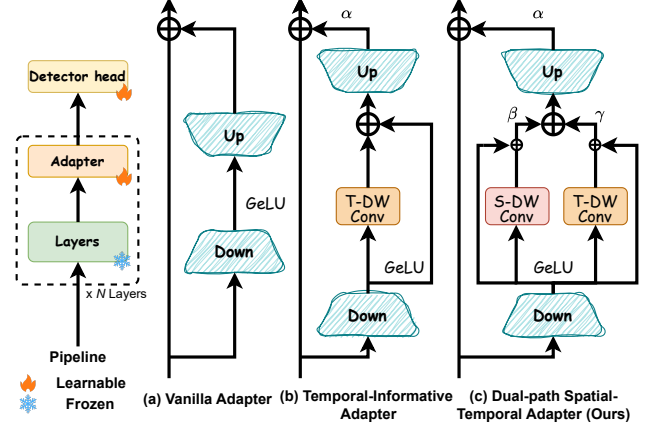 Detector head
Adapter
Layers
x N Layers
Pipeline
Learnable
Frozen
Up
GeLU
Down
(a) Vanilla Adapter
α
Up
T-DW
Conv
GeLU
Down
(b) Temporal-Informative
Adapter
α
Up
β
γ
S-DW
Conv
T-DW
Conv
GeLU
Down
(c) Dual-path Spatial-
Temporal Adapter (Ours)